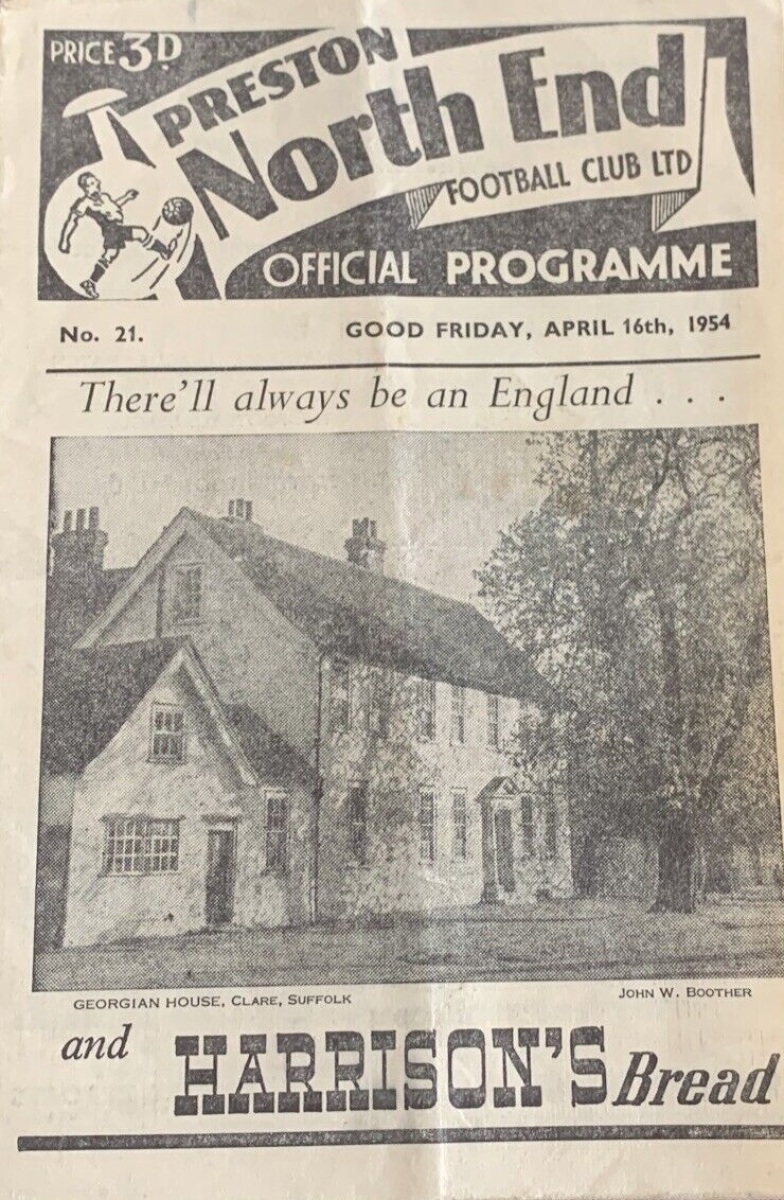 PRICE 3D
PRESTON
North End
FOOTBALL CLUB LTD
OFFICIAL PROGRAMME
No. 21. GOOD FRIDAY, APRIL 16th, 1954
There'll always be an England . . .
GEORGIAN HOUSE, CLARE, SUFFOLK JOHN W. BOOTHER
and HARRISON'S Bread